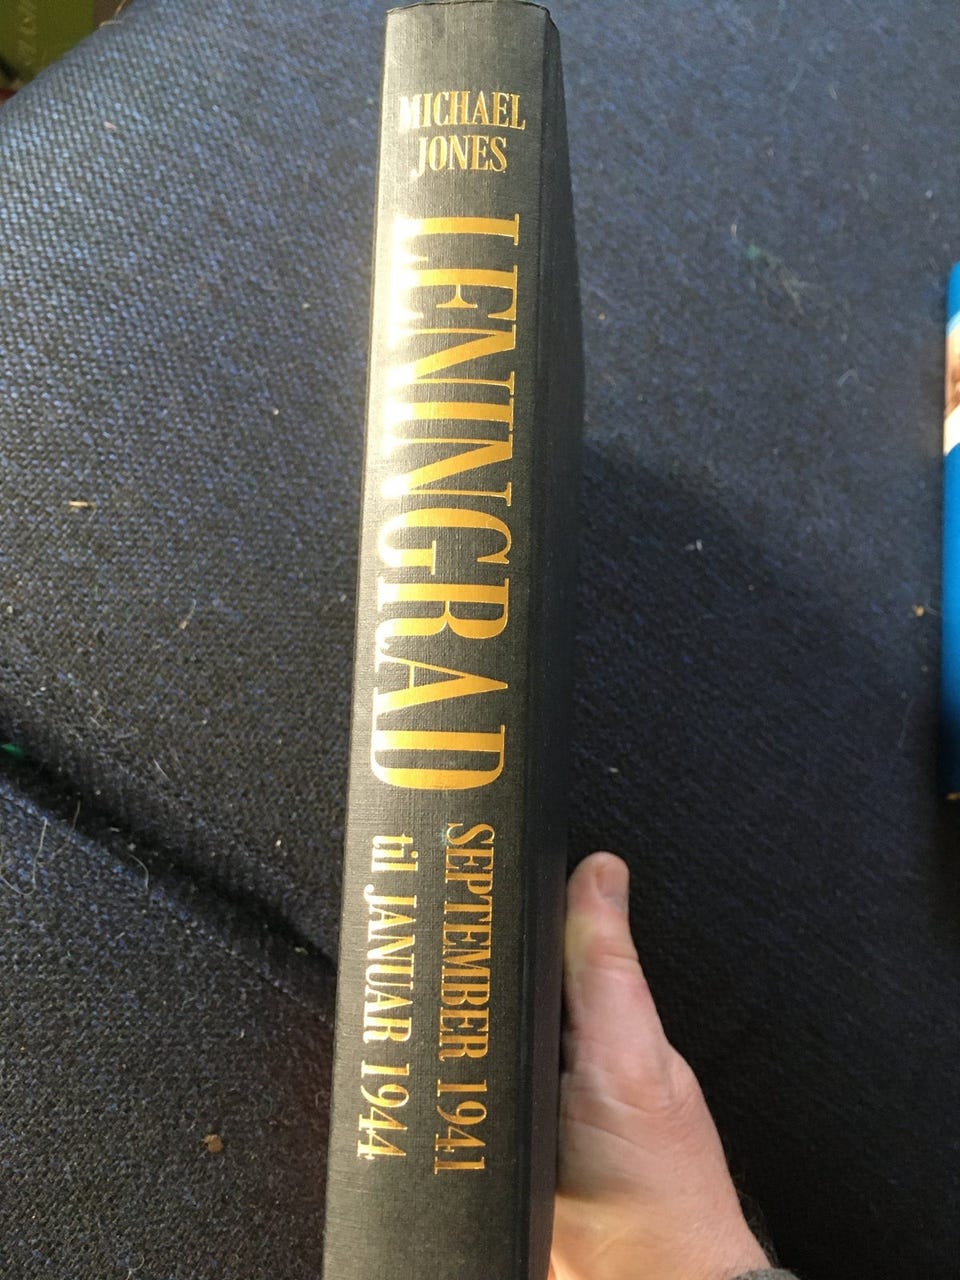 MICHAEL
JONES
LENINGRAD
SEPTEMBER 1941
til JANUAR 1944